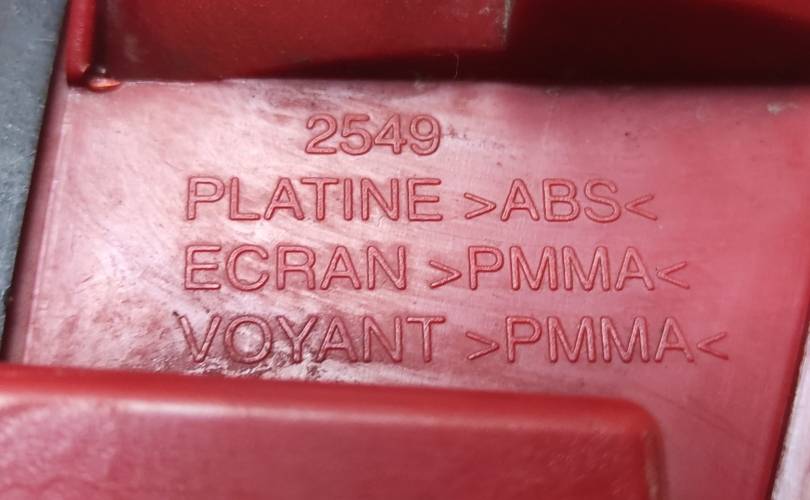 2549
PLATINE >ABS<
ECRAN >PMMA<
VOYANT >PMMA<